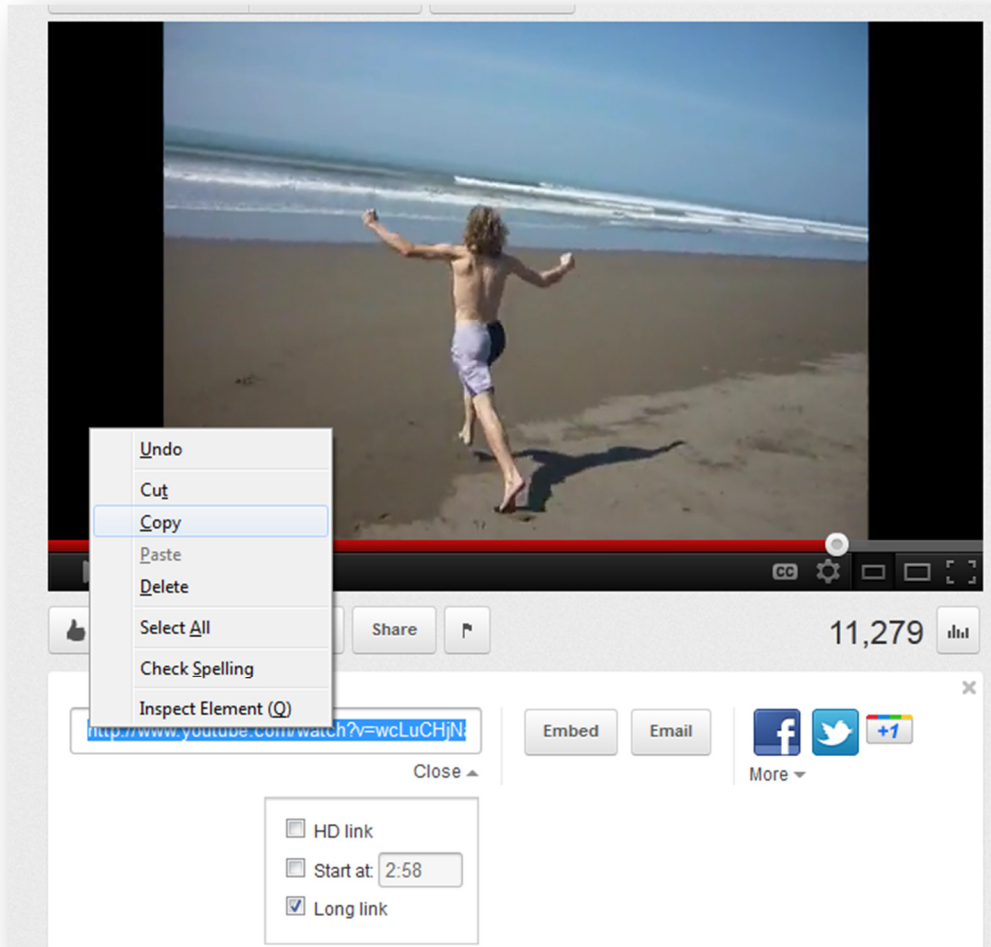 Undo
Cut
Copy
Paste
Delete
Select All
Check Spelling
Inspect Element (Q)
CC
Share
11,279
http://www.youtube.com/watch?v=wcLuCHjN
Embed
Email
f
+1
Close
More
HD link
Start at: 2:58
Long link